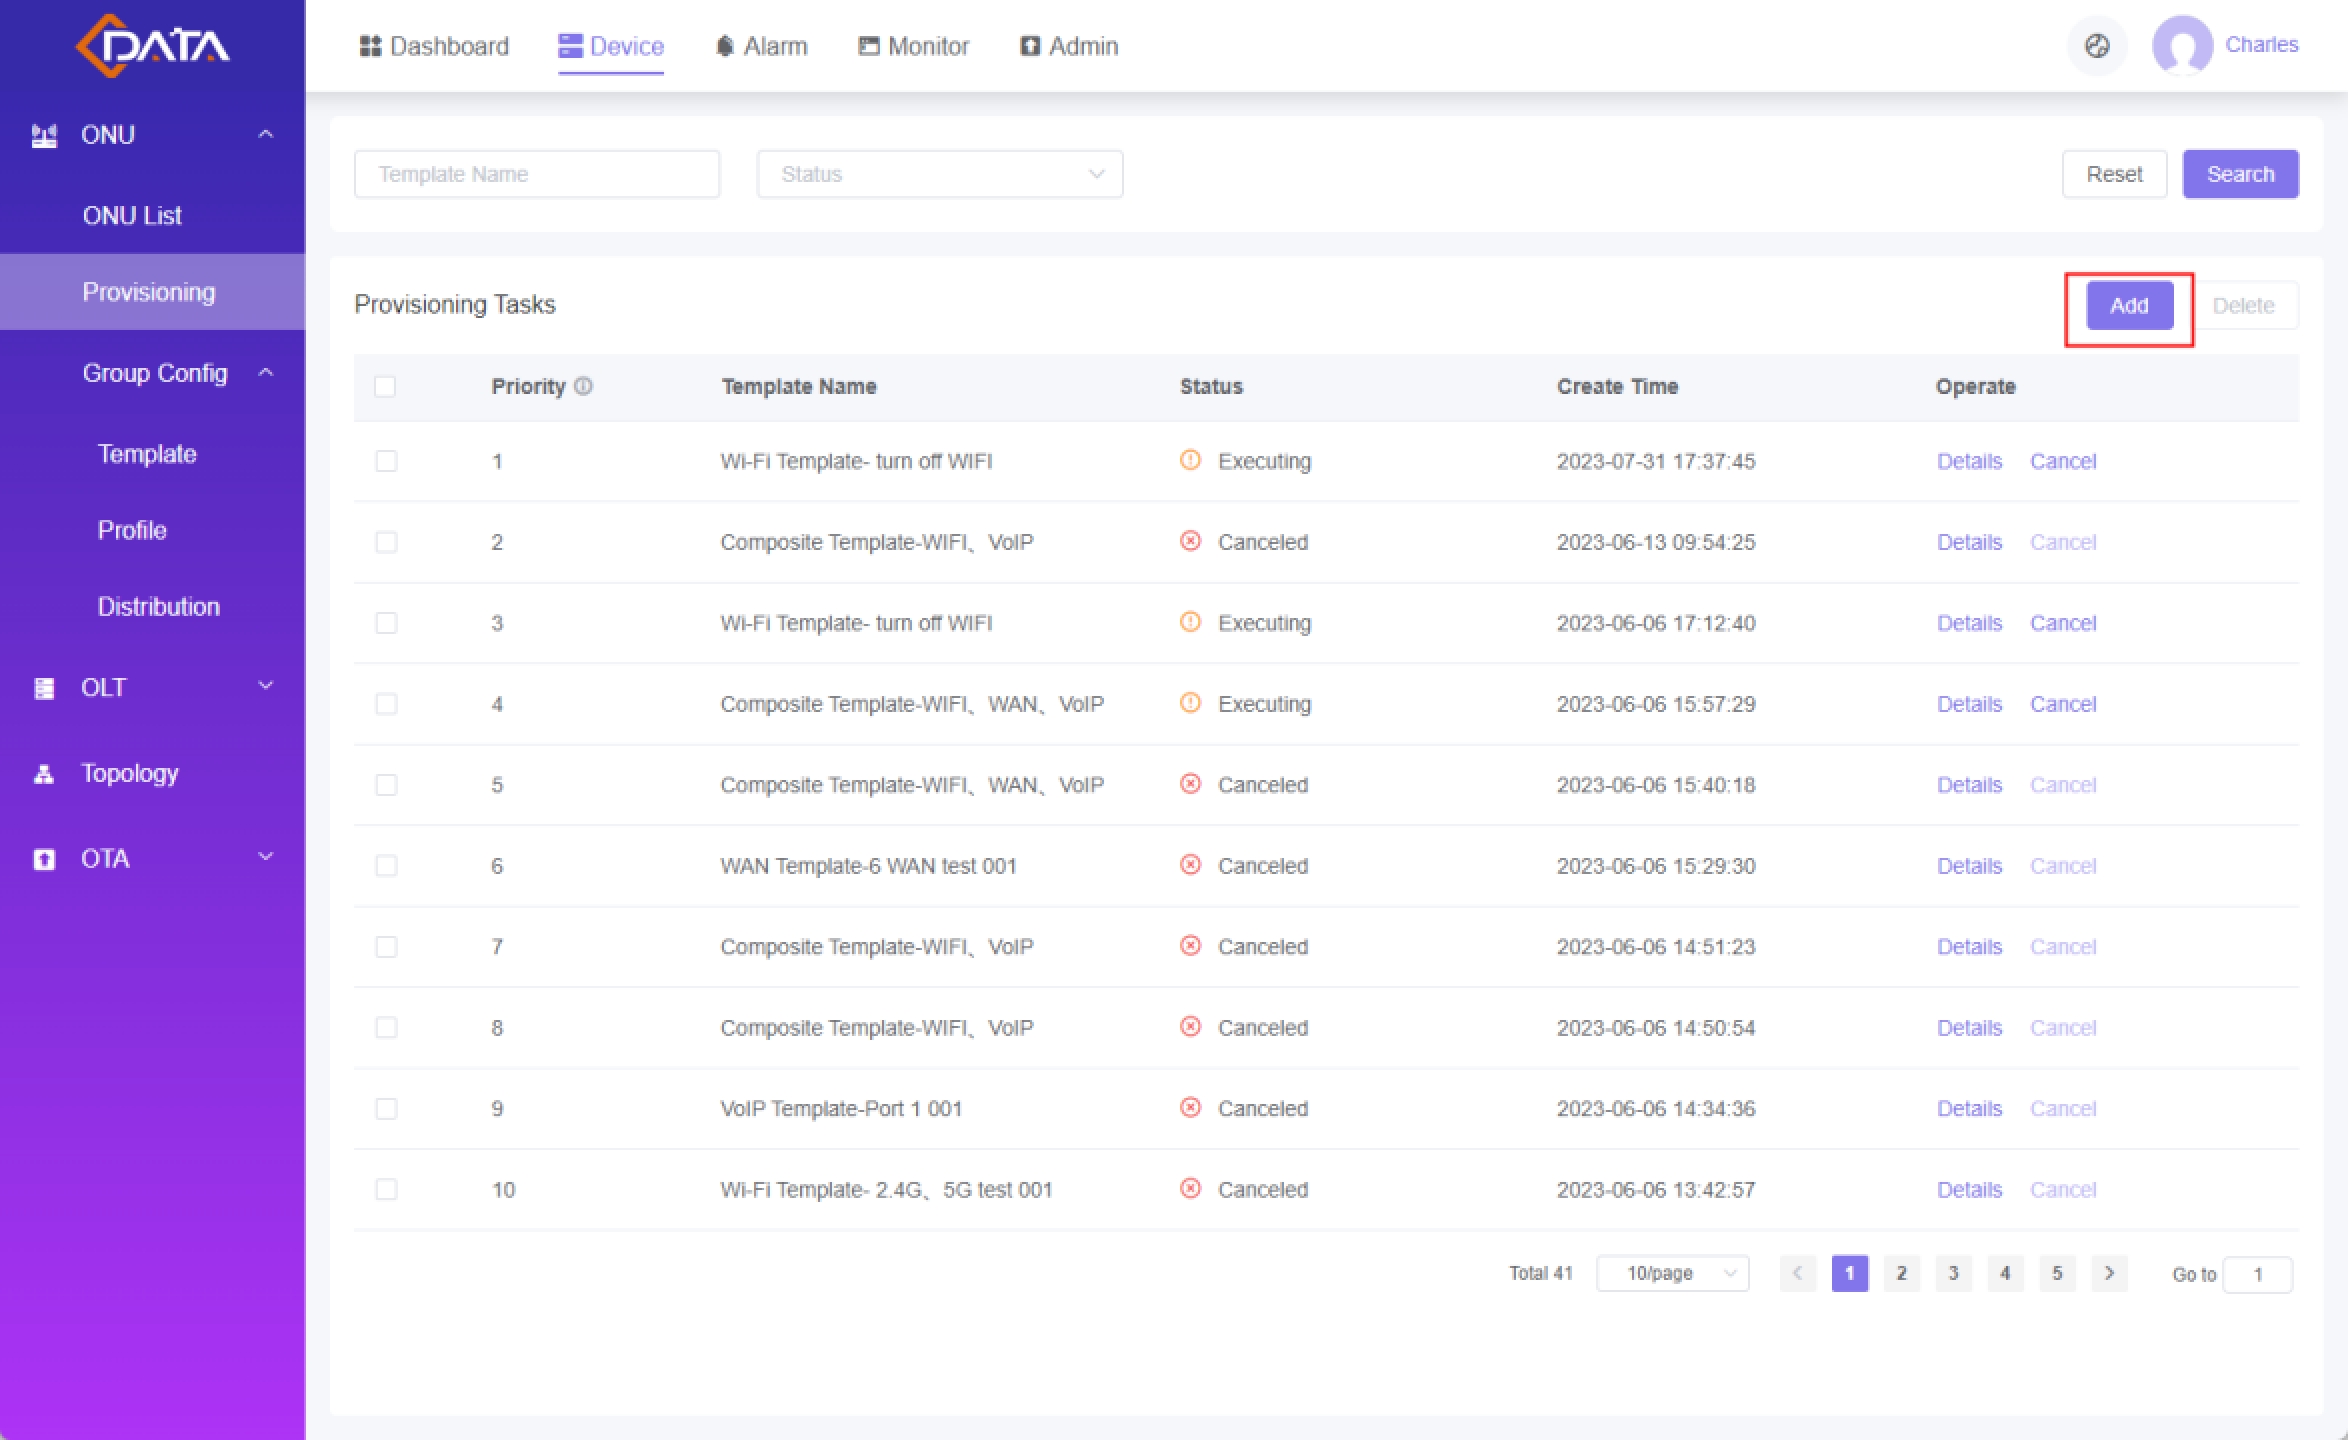 DATA
Dashboard Device Alarm Monitor Admin Charles
ONU
ONU List
Provisioning
Group Config
Template
Profile
Distribution
OLT
Topology
OTA
Template Name Status Reset Search
Provisioning Tasks Add Delete
Priority Template Name Status Create Time Operate
1 Wi-Fi Template- turn off WIFI Executing 2023-07-31 17:37:45 Details Cancel
2 Composite Template-WIFI、VoIP Canceled 2023-06-13 09:54:25 Details Cancel
3 Wi-Fi Template- turn off WIFI Executing 2023-06-06 17:12:40 Details Cancel
4 Composite Template-WIFI、WAN、VoIP Executing 2023-06-06 15:57:29 Details Cancel
5 Composite Template-WIFI、WAN、VoIP Canceled 2023-06-06 15:40:18 Details Cancel
6 WAN Template-6 WAN test 001 Canceled 2023-06-06 15:29:30 Details Cancel
7 Composite Template-WIFI、VoIP Canceled 2023-06-06 14:51:23 Details Cancel
8 Composite Template-WIFI、VoIP Canceled 2023-06-06 14:50:54 Details Cancel
9 VoIP Template-Port 1 001 Canceled 2023-06-06 14:34:36 Details Cancel
10 Wi-Fi Template- 2.4G、5G test 001 Canceled 2023-06-06 13:42:57 Details Cancel
Total 41 10/page 1 2 3 4 5 Go to 1